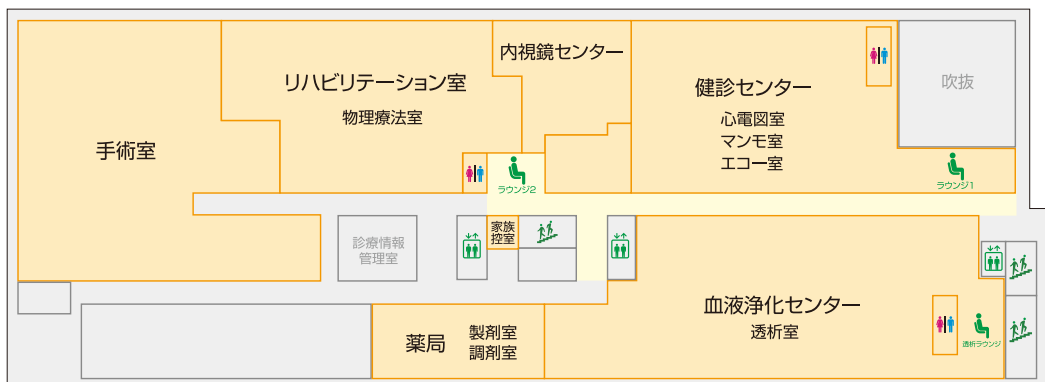 手術室
リハビリテーション室
物理療法室
内視鏡センター
健診センター
心電図室
マンモ室
エコー室
吹抜
ラウンジ2
ラウンジ1
診療情報
管理室
家族
控室
血液浄化センター
透析室
透析ラウンジ
薬局
製剤室
調剤室